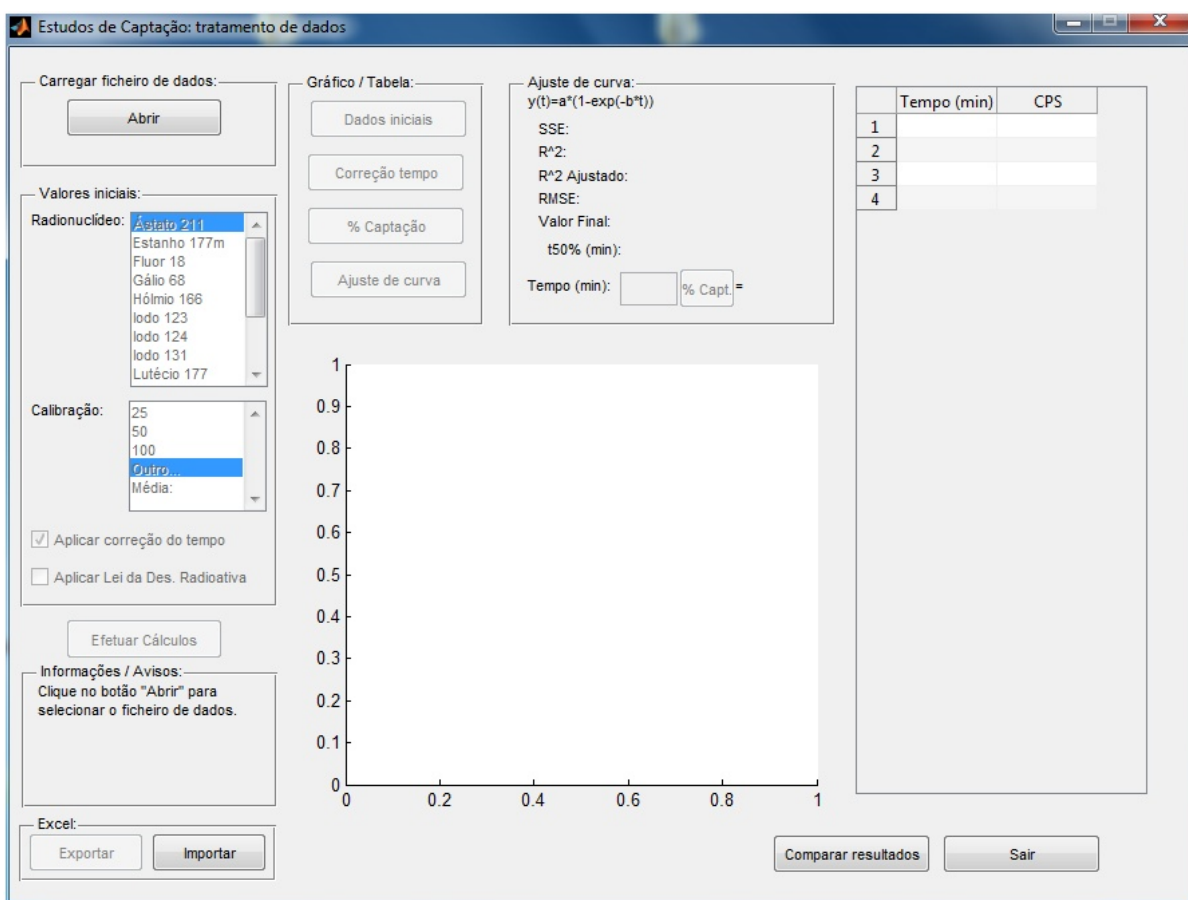 Estudos de Captação: tratamento de dados
Carregar ficheiro de dados:
Abrir
Valores iniciais:
Radionuclídeo:
Ástato 211
Estanho 177m
Fluor 18
Gálio 68
Hólmio 166
Iodo 123
Iodo 124
Iodo 131
Lutécio 177
Calibração:
25
50
100
Outro...
Média:
Aplicar correção do tempo
Aplicar Lei da Des. Radioativa
Efetuar Cálculos
Informações / Avisos:
Clique no botão "Abrir" para
selecionar o ficheiro de dados.
Excel:
Exportar
Importar
Gráfico / Tabela:
Dados iniciais
Correção tempo
% Captação
Ajuste de curva
Ajuste de curva:
y(t)=a*(1-exp(-b*t))
SSE:
R^2:
R^2 Ajustado:
RMSE:
Valor Final:
t50% (min):
Tempo (min): % Capt. =
1
0.9
0.8
0.7
0.6
0.5
0.4
0.3
0.2
0.1
0
0 0.2 0.4 0.6 0.8 1
Tempo (min) CPS
1
2
3
4
Comparar resultados
Sair